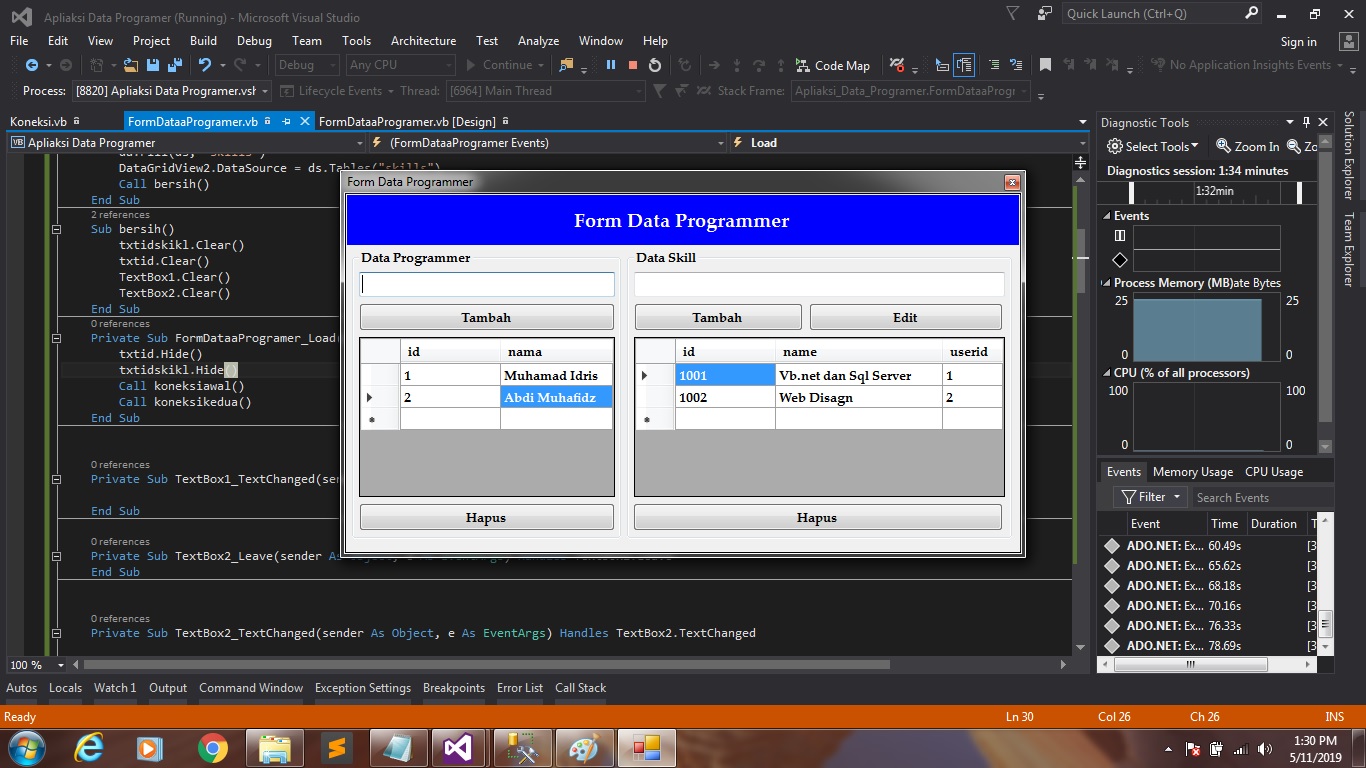 Apliaksi Data Programer (Running) - Microsoft Visual Studio
Quick Launch (Ctrl+Q)
File Edit View Project Build Debug Team Tools Architecture Test Analyze Window Help
Sign in
Debug Any CPU Continue Code Map No Application Insights Events
Process: [8820] Apliaksi Data Programer.vsh Lifecycle Events Thread: [6964] Main Thread Stack Frame: Apliaksi_Data_Programer.FormDataaProgr
Koneksi.vb FormDataaProgramer.vb FormDataaProgramer.vb [Design]
Apliaksi Data Programer (FormDataaProgramer Events) Load
DataGridView2.DataSource = ds.Tables("skills")
Call bersih()
End Sub
2 references
Sub bersih()
txtidskikl.Clear()
txtid.Clear()
TextBox1.Clear()
TextBox2.Clear()
End Sub
0 references
Private Sub FormDataaProgramer_Load(
txtid.Hide()
txtidskikl.Hide()
Call koneksiawal()
Call koneksikedua()
End Sub
0 references
Private Sub TextBox1_TextChanged(sen
End Sub
0 references
Private Sub TextBox2_Leave(sender As
End Sub
0 references
Private Sub TextBox2_TextChanged(sender As Object, e As EventArgs) Handles TextBox2.TextChanged
100 %
Form Data Programmer
Form Data Programmer
Data Programmer
Tambah
id nama
1 Muhamad Idris
2 Abdi Muhafidz
*
Hapus
Data Skill
Tambah Edit
id name userid
1001 Vb.net dan Sql Server 1
1002 Web Disagn 2
*
Hapus
Diagnostic Tools
Select Tools Zoom In Zo
Diagnostics session: 1:34 minutes
1:32min
Events
Process Memory (MB)ate Bytes
25 25
0 0
CPU (% of all processors)
100 100
0 0
Events Memory Usage CPU Usage
Filter Search Events
Event Time Duration T
ADO.NET: Ex... 60.49s [3
ADO.NET: Ex... 65.62s [3
ADO.NET: Ex... 68.18s [3
ADO.NET: Ex... 70.16s [3
ADO.NET: Ex... 76.33s [3
ADO.NET: Ex... 78.69s [3
Solution Explorer
Team Explorer
Autos Locals Watch 1 Output Command Window Exception Settings Breakpoints Error List Call Stack
Ready Ln 30 Col 26 Ch 26 INS
1:30 PM
5/11/2019